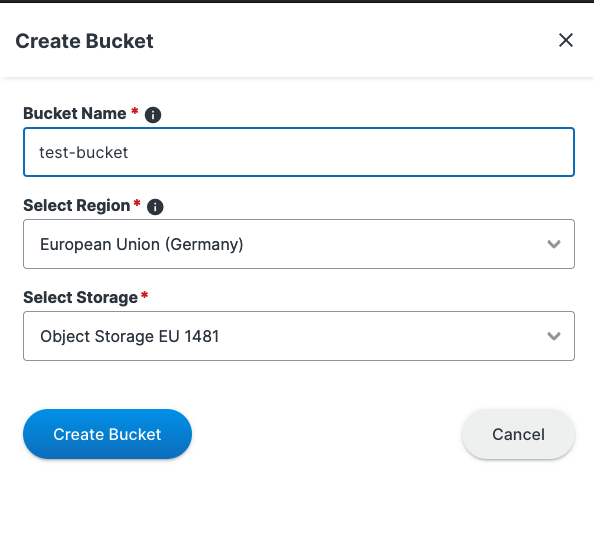 Create Bucket
Bucket Name *
test-bucket
Select Region *
European Union (Germany)
Select Storage *
Object Storage EU 1481
Create Bucket Cancel